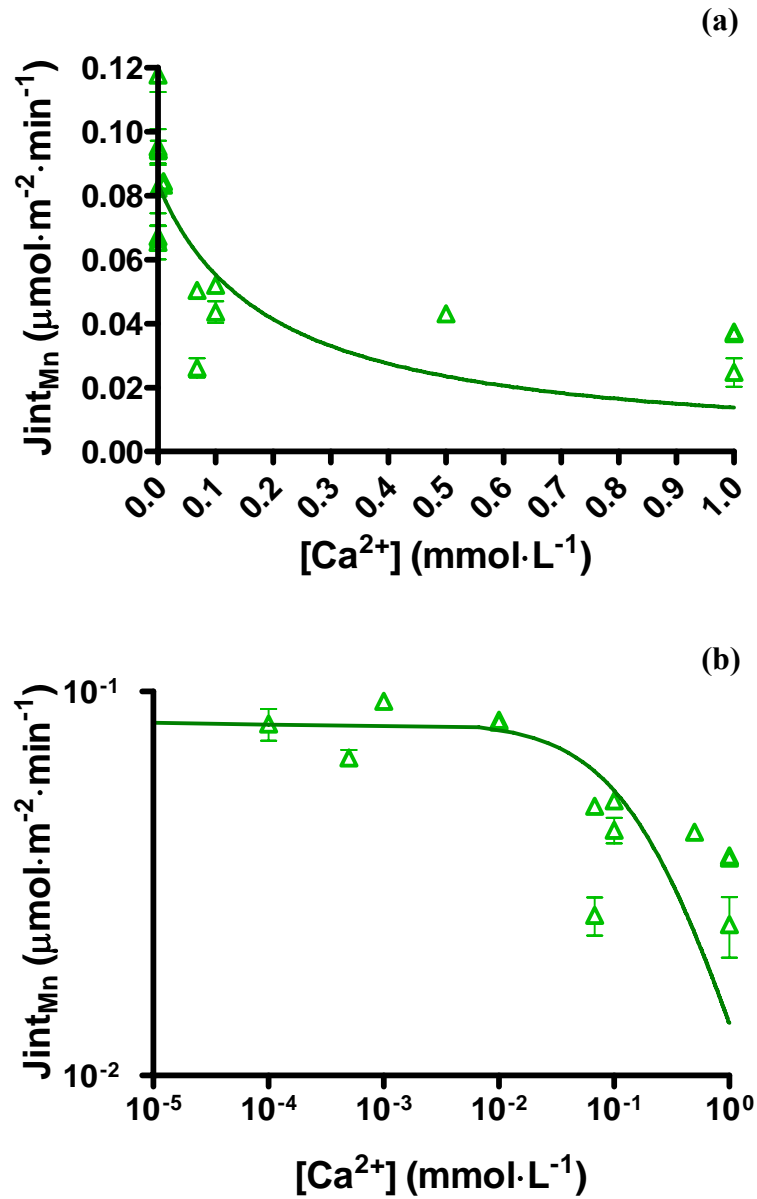 (a)
Jint_Mn (μmol·m⁻²·min⁻¹)
0.12
0.10
0.08
0.06
0.04
0.02
0.00
0.0 0.1 0.2 0.3 0.4 0.5 0.6 0.7 0.8 0.9 1.0
[Ca²⁺] (mmol·L⁻¹)
(b)
Jint_Mn (μmol·m⁻²·min⁻¹)
10⁻¹
10⁻²
10⁻⁵ 10⁻⁴ 10⁻³ 10⁻² 10⁻¹ 10⁰
[Ca²⁺] (mmol·L⁻¹)